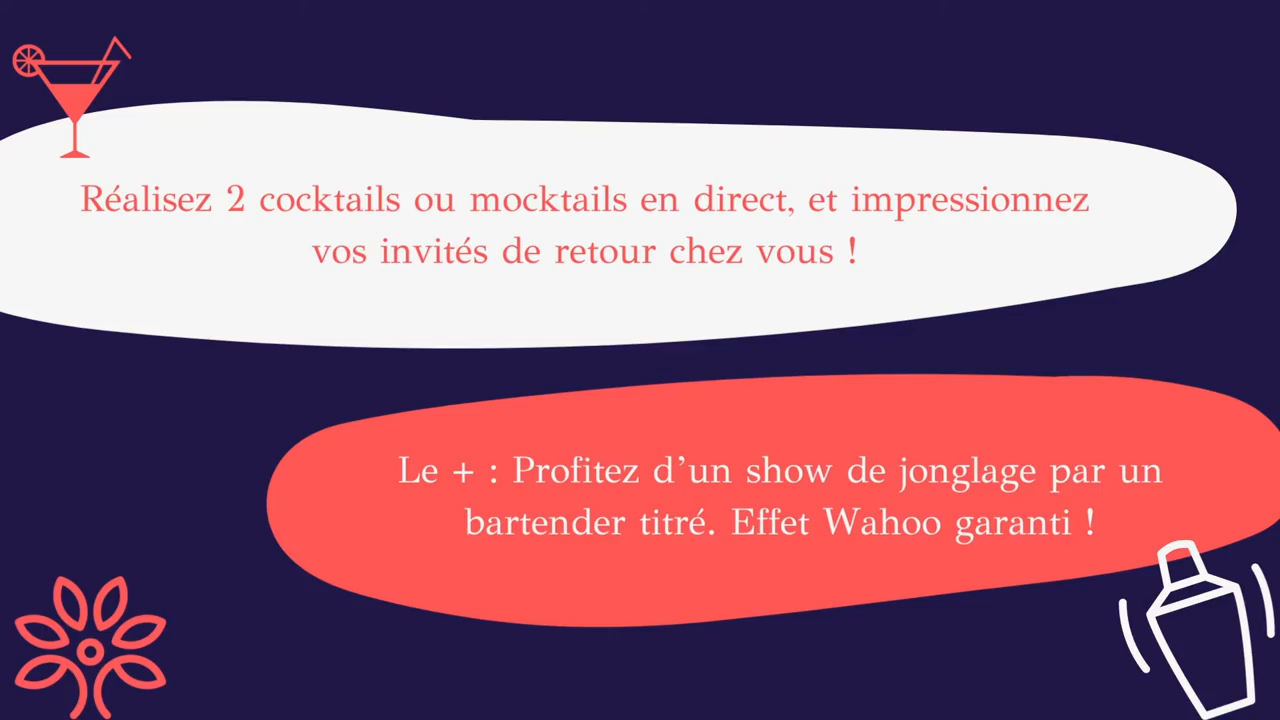 Réalisez 2 cocktails ou mocktails en direct, et impressionnez
vos invités de retour chez vous !
Le + : Profitez d’un show de jonglage par un
bartender titré. Effet Wahoo garanti !